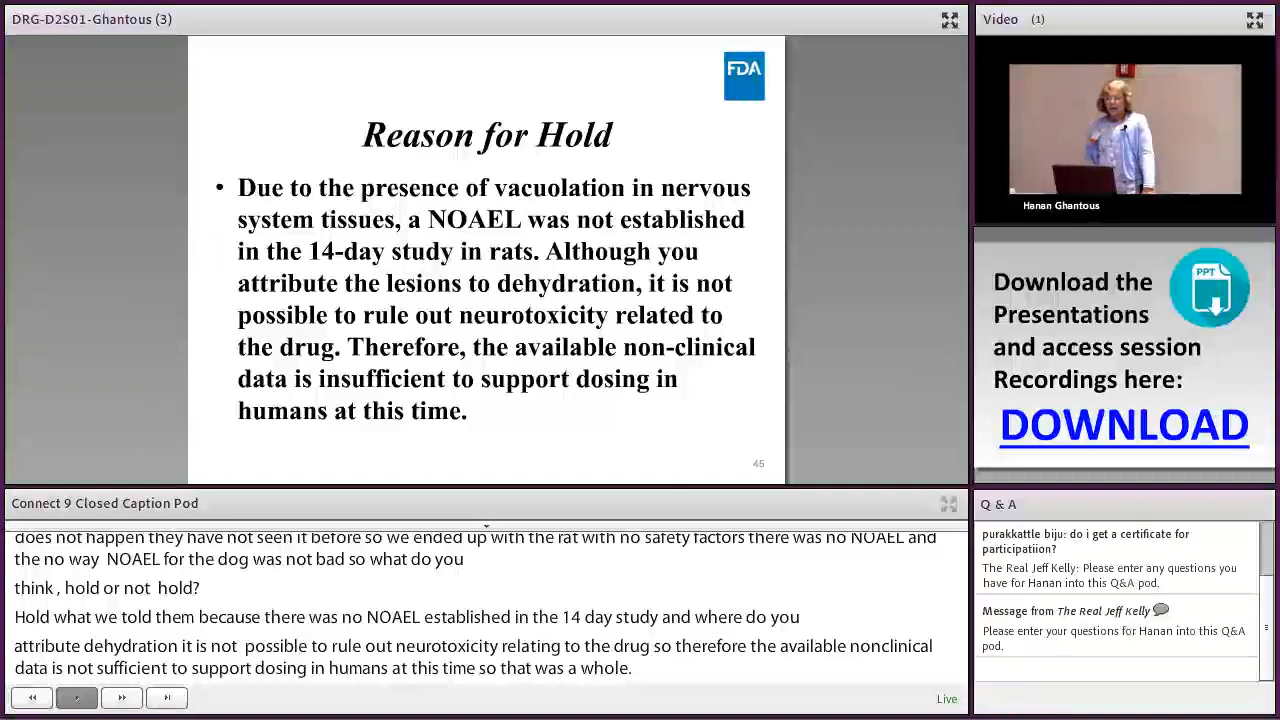 DRG-D2S01-Ghantous (3)
FDA
Reason for Hold
• Due to the presence of vacuolation in nervous
system tissues, a NOAEL was not established
in the 14-day study in rats. Although you
attribute the lesions to dehydration, it is not
possible to rule out neurotoxicity related to
the drug. Therefore, the available non-clinical
data is insufficient to support dosing in
humans at this time.
45
Video (1)
Hanan Ghantous
Download the
Presentations
and access session
Recordings here:
PPT
DOWNLOAD
Connect 9 Closed Caption Pod
does not happen they have not seen it before so we ended up with the rat with no safety factors there was no NOAEL and
the no way NOAEL for the dog was not bad so what do you
think , hold or not hold?
Hold what we told them because there was no NOAEL established in the 14 day study and where do you
attribute dehydration it is not possible to rule out neurotoxicity relating to the drug so therefore the available nonclinical
data is not sufficient to support dosing in humans at this time so that was a whole.
Live
Q & A
purakkattle biju: do i get a certificate for
participatiion?
The Real Jeff Kelly: Please enter any questions you
have for Hanan into this Q&A pod.
Message from The Real Jeff Kelly
Please enter your questions for Hanan into this Q&A
pod.